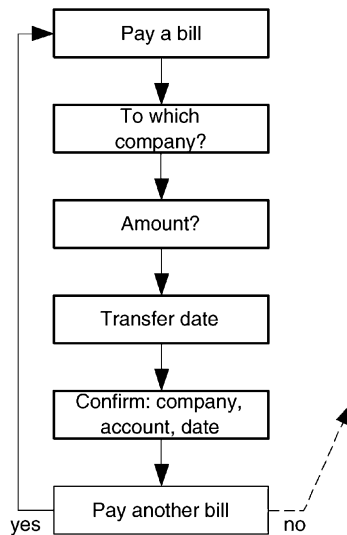 Pay a bill
To which
company?
Amount?
Transfer date
Confirm: company,
account, date
Pay another bill
yes
no